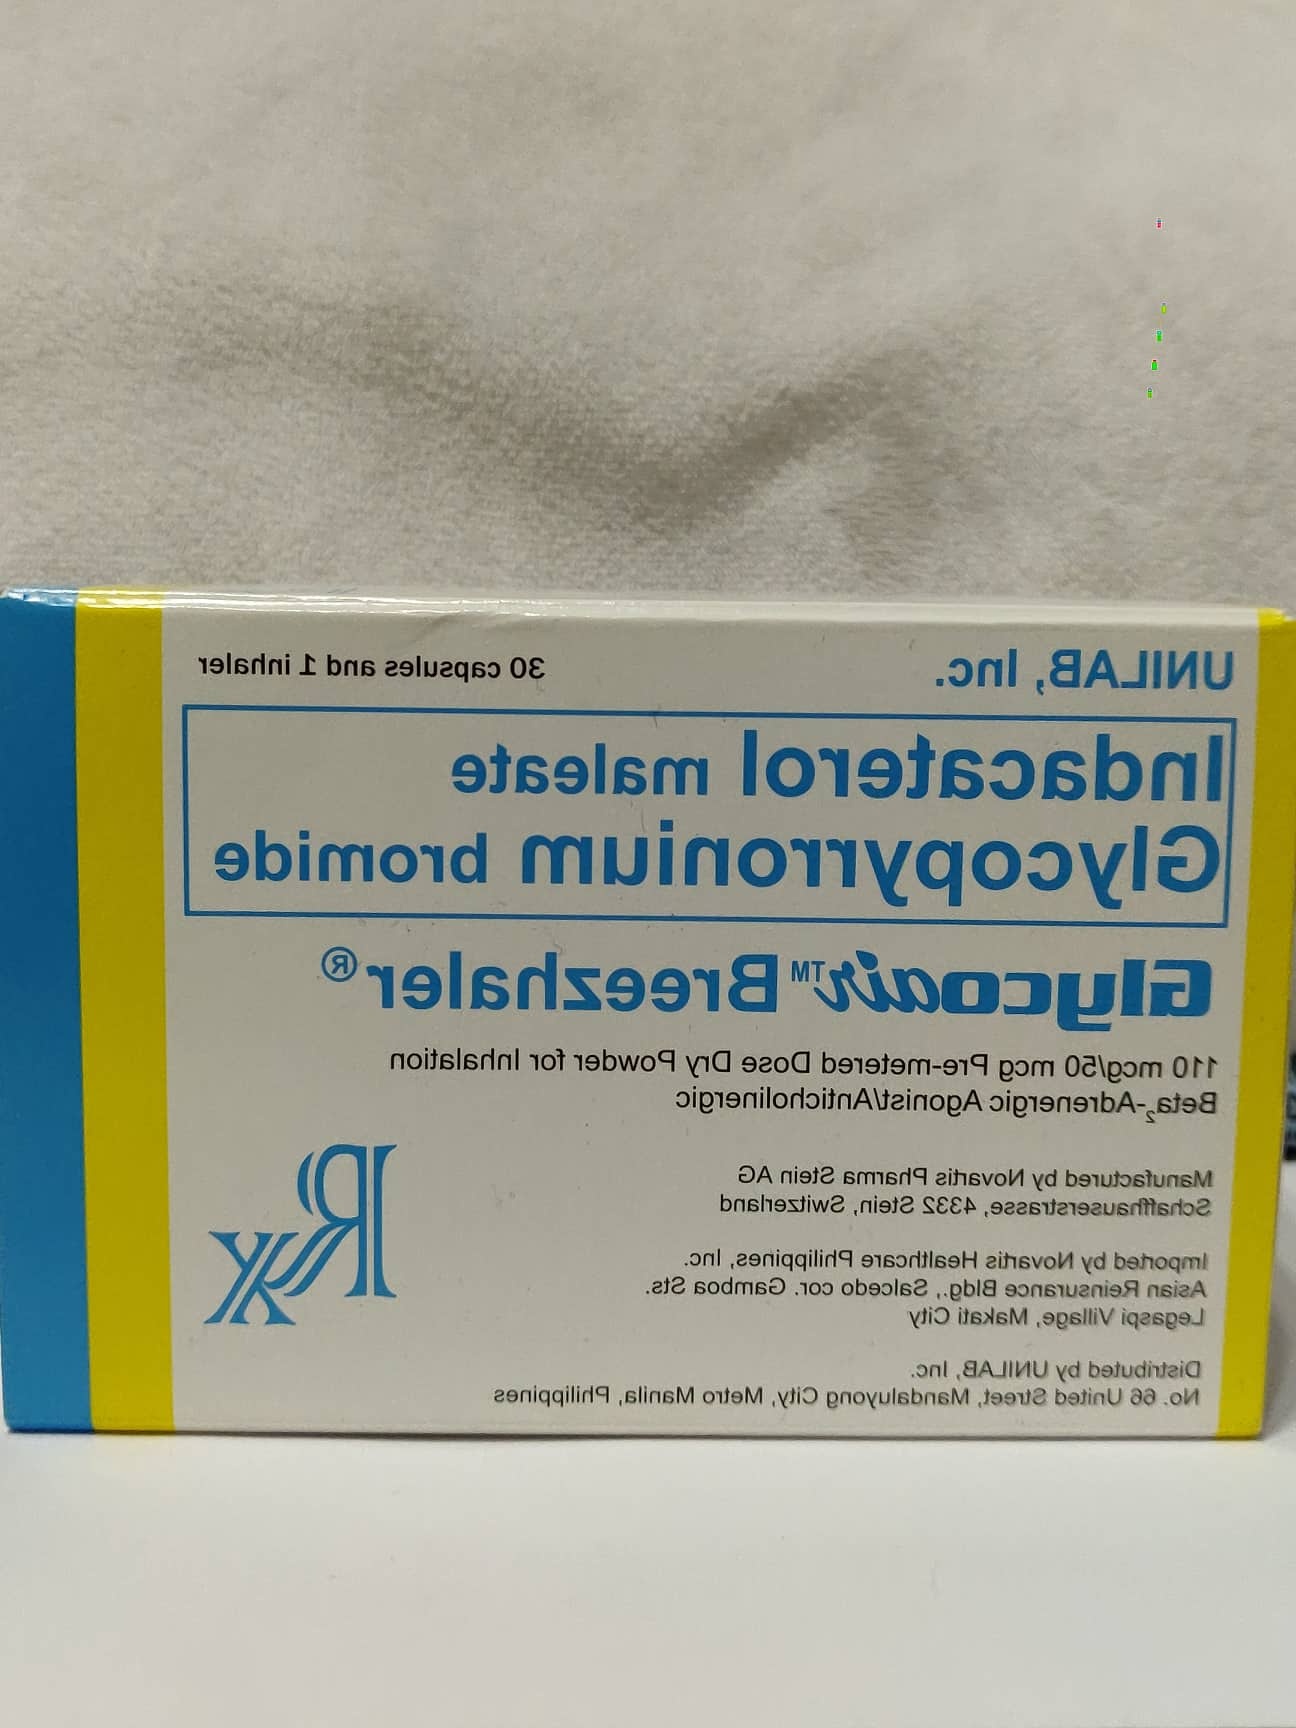 UNILAB, Inc.
30 capsules and 1 inhaler
Indacaterol maleate
Glycopyrronium bromide
Glycoair™ Breezhaler®
110 mcg/50 mcg Pre-metered Dose Dry Powder for Inhalation
Beta₂-Adrenergic Agonist/Anticholinergic
Rx
Manufactured by Novartis Pharma Stein AG
Schaffhauserstrasse, 4332 Stein, Switzerland
Imported by Novartis Healthcare Philippines, Inc.
Asian Reinsurance Bldg., Salcedo cor. Gamboa Sts.
Legaspi Village, Makati City
Distributed by UNILAB, Inc.
No. 66 United Street, Mandaluyong City, Metro Manila, Philippines